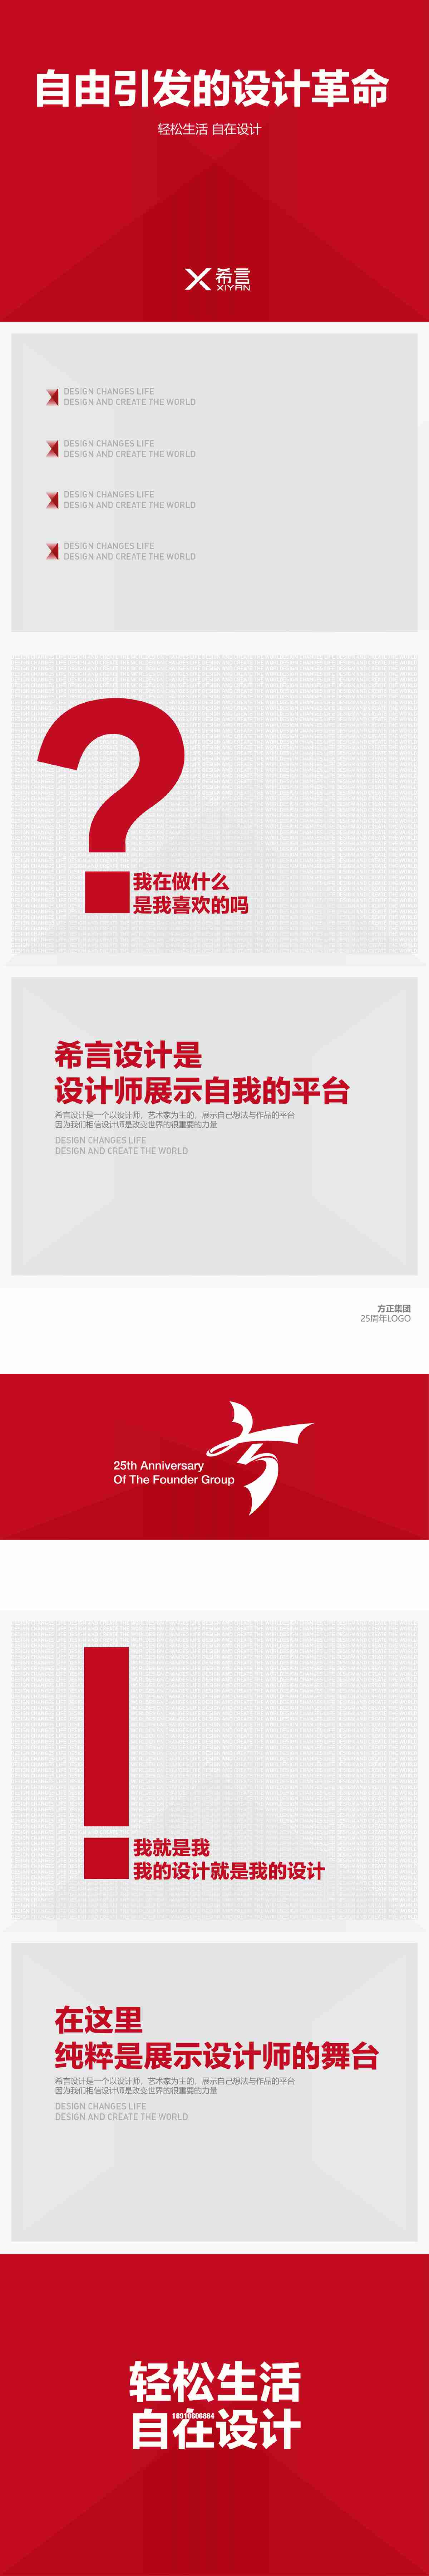 自由引发的设计革命
轻松生活 自在设计
希言
XIYAN
DESIGN CHANGES LIFE
DESIGN AND CREATE THE WORLD
DESIGN CHANGES LIFE
DESIGN AND CREATE THE WORLD
DESIGN CHANGES LIFE
DESIGN AND CREATE THE WORLD
DESIGN CHANGES LIFE
DESIGN AND CREATE THE WORLD
?
我在做什么
是我喜欢的吗
希言设计是
设计师展示自我的平台
希言设计是一个以设计师，艺术家为主的，展示自己想法与作品的平台
因为我们相信设计师是改变世界的很重要的力量
DESIGN CHANGES LIFE
DESIGN AND CREATE THE WORLD
方正集团
25周年LOGO
25th Anniversary
Of The Founder Group
!
我就是我
我的设计就是我的设计
在这里
纯粹是展示设计师的舞台
希言设计是一个以设计师，艺术家为主的，展示自己想法与作品的平台
因为我们相信设计师是改变世界的很重要的力量
DESIGN CHANGES LIFE
DESIGN AND CREATE THE WORLD
轻松生活
自在设计